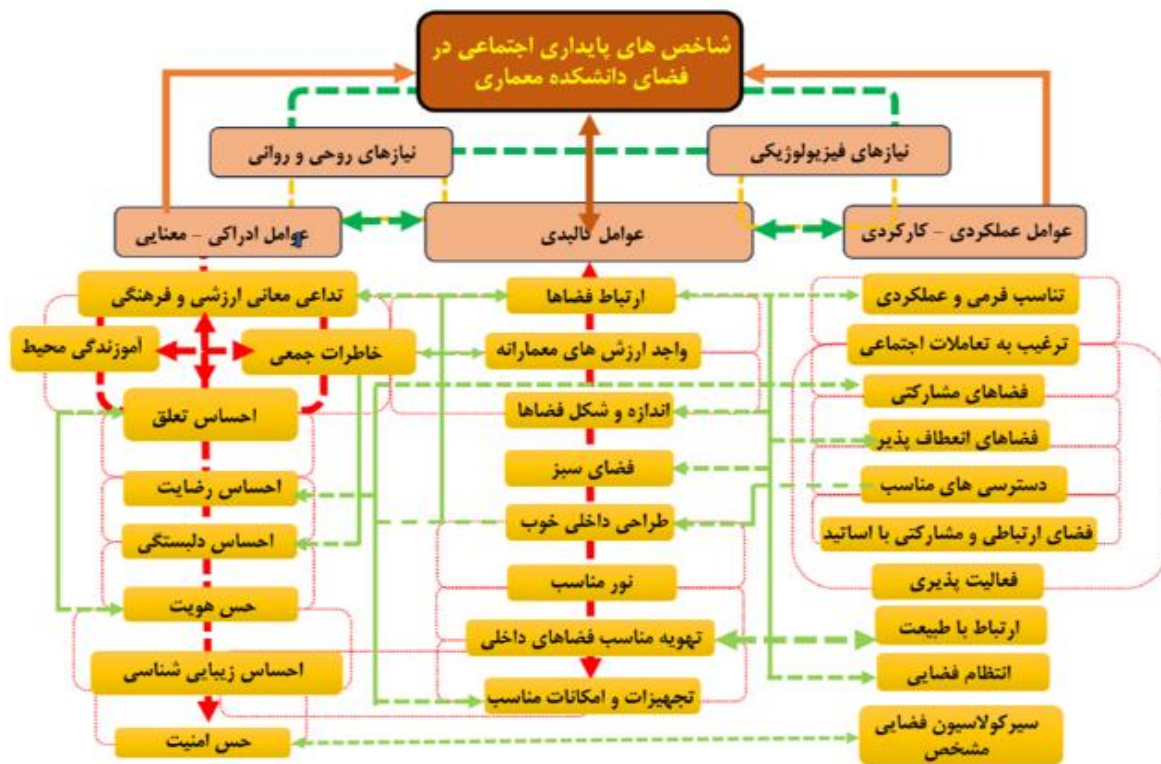 شاخص های پایداری اجتماعی در
فضای دانشکده معماری
نیازهای فیزیولوژیکی
نیازهای روحی و روانی
عوامل عملکردی - کارکردی
عوامل کالبدی
عوامل ادراکی - معنایی
تناسب فرمی و عملکردی
ترغیب به تعاملات اجتماعی
فضاهای مشارکتی
فضاهای انعطاف پذیر
دسترسی های مناسب
فضای ارتباطی و مشارکتی با اساتید
فعالیت پذیری
ارتباط با طبیعت
انتظام فضایی
سیرکولاسیون فضایی
مشخص
ارتباط فضاها
واجد ارزش های معمارانه
اندازه و شکل فضاها
فضای سبز
طراحی داخلی خوب
نور مناسب
تهویه مناسب فضاهای داخلی
تجهیزات و امکانات مناسب
تداعی معانی ارزشی و فرهنگی
خاطرات جمعی
آموزندگی محیط
احساس تعلق
احساس رضایت
احساس دلبستگی
حس هویت
احساس زیبایی شناسی
حس امنیت